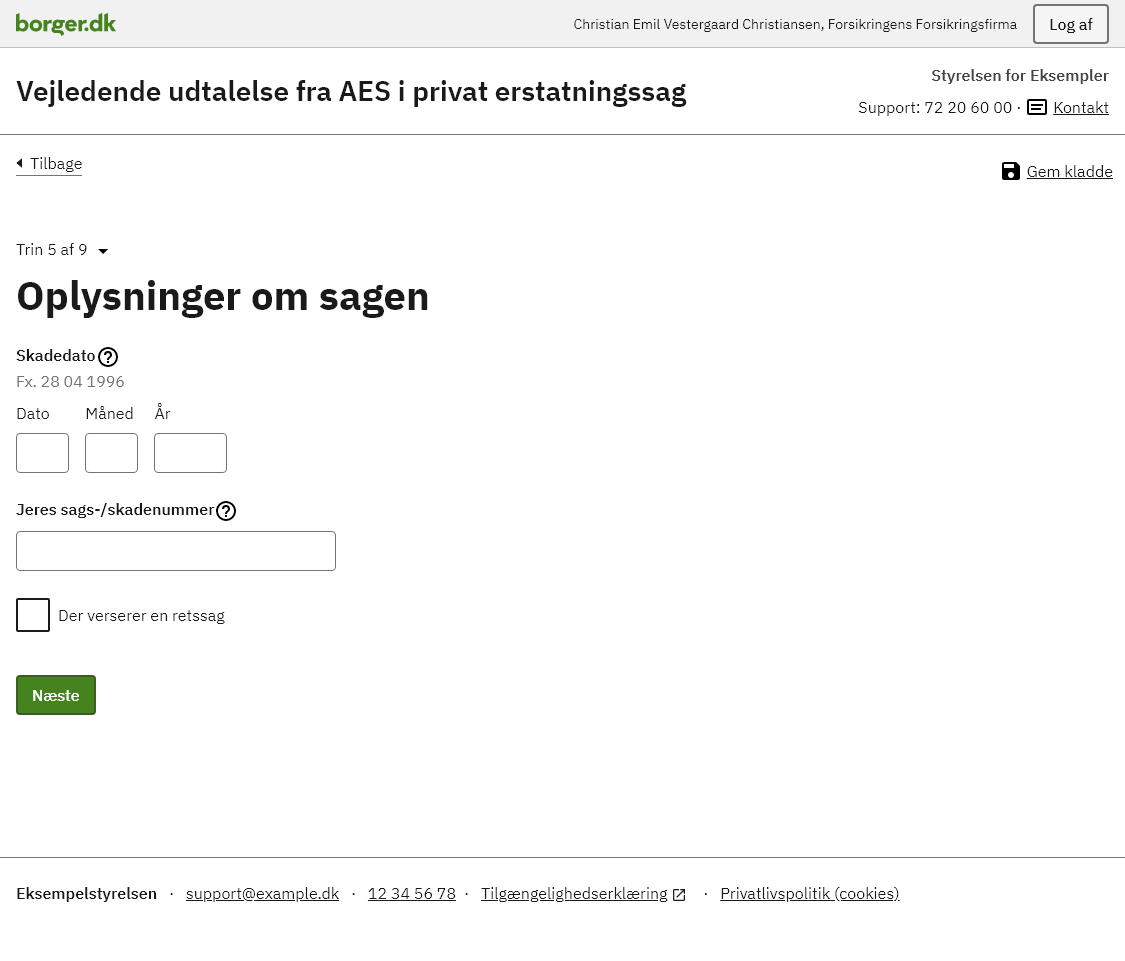 borger.dk
Christian Emil Vestergaard Christiansen, Forsikringens Forsikringsfirma
Log af
Vejledende udtalelse fra AES i privat erstatningssag
Styrelsen for Eksempler
Support: 72 20 60 00 · Kontakt
Tilbage
Gem kladde
Trin 5 af 9
Oplysninger om sagen
Skadedato
Fx. 28 04 1996
Dato Måned År
Jeres sags-/skadenummer
Der verserer en retssag
Næste
Eksempelstyrelsen · support@example.dk · 12 34 56 78 · Tilgængelighedserklæring · Privatlivspolitik (cookies)